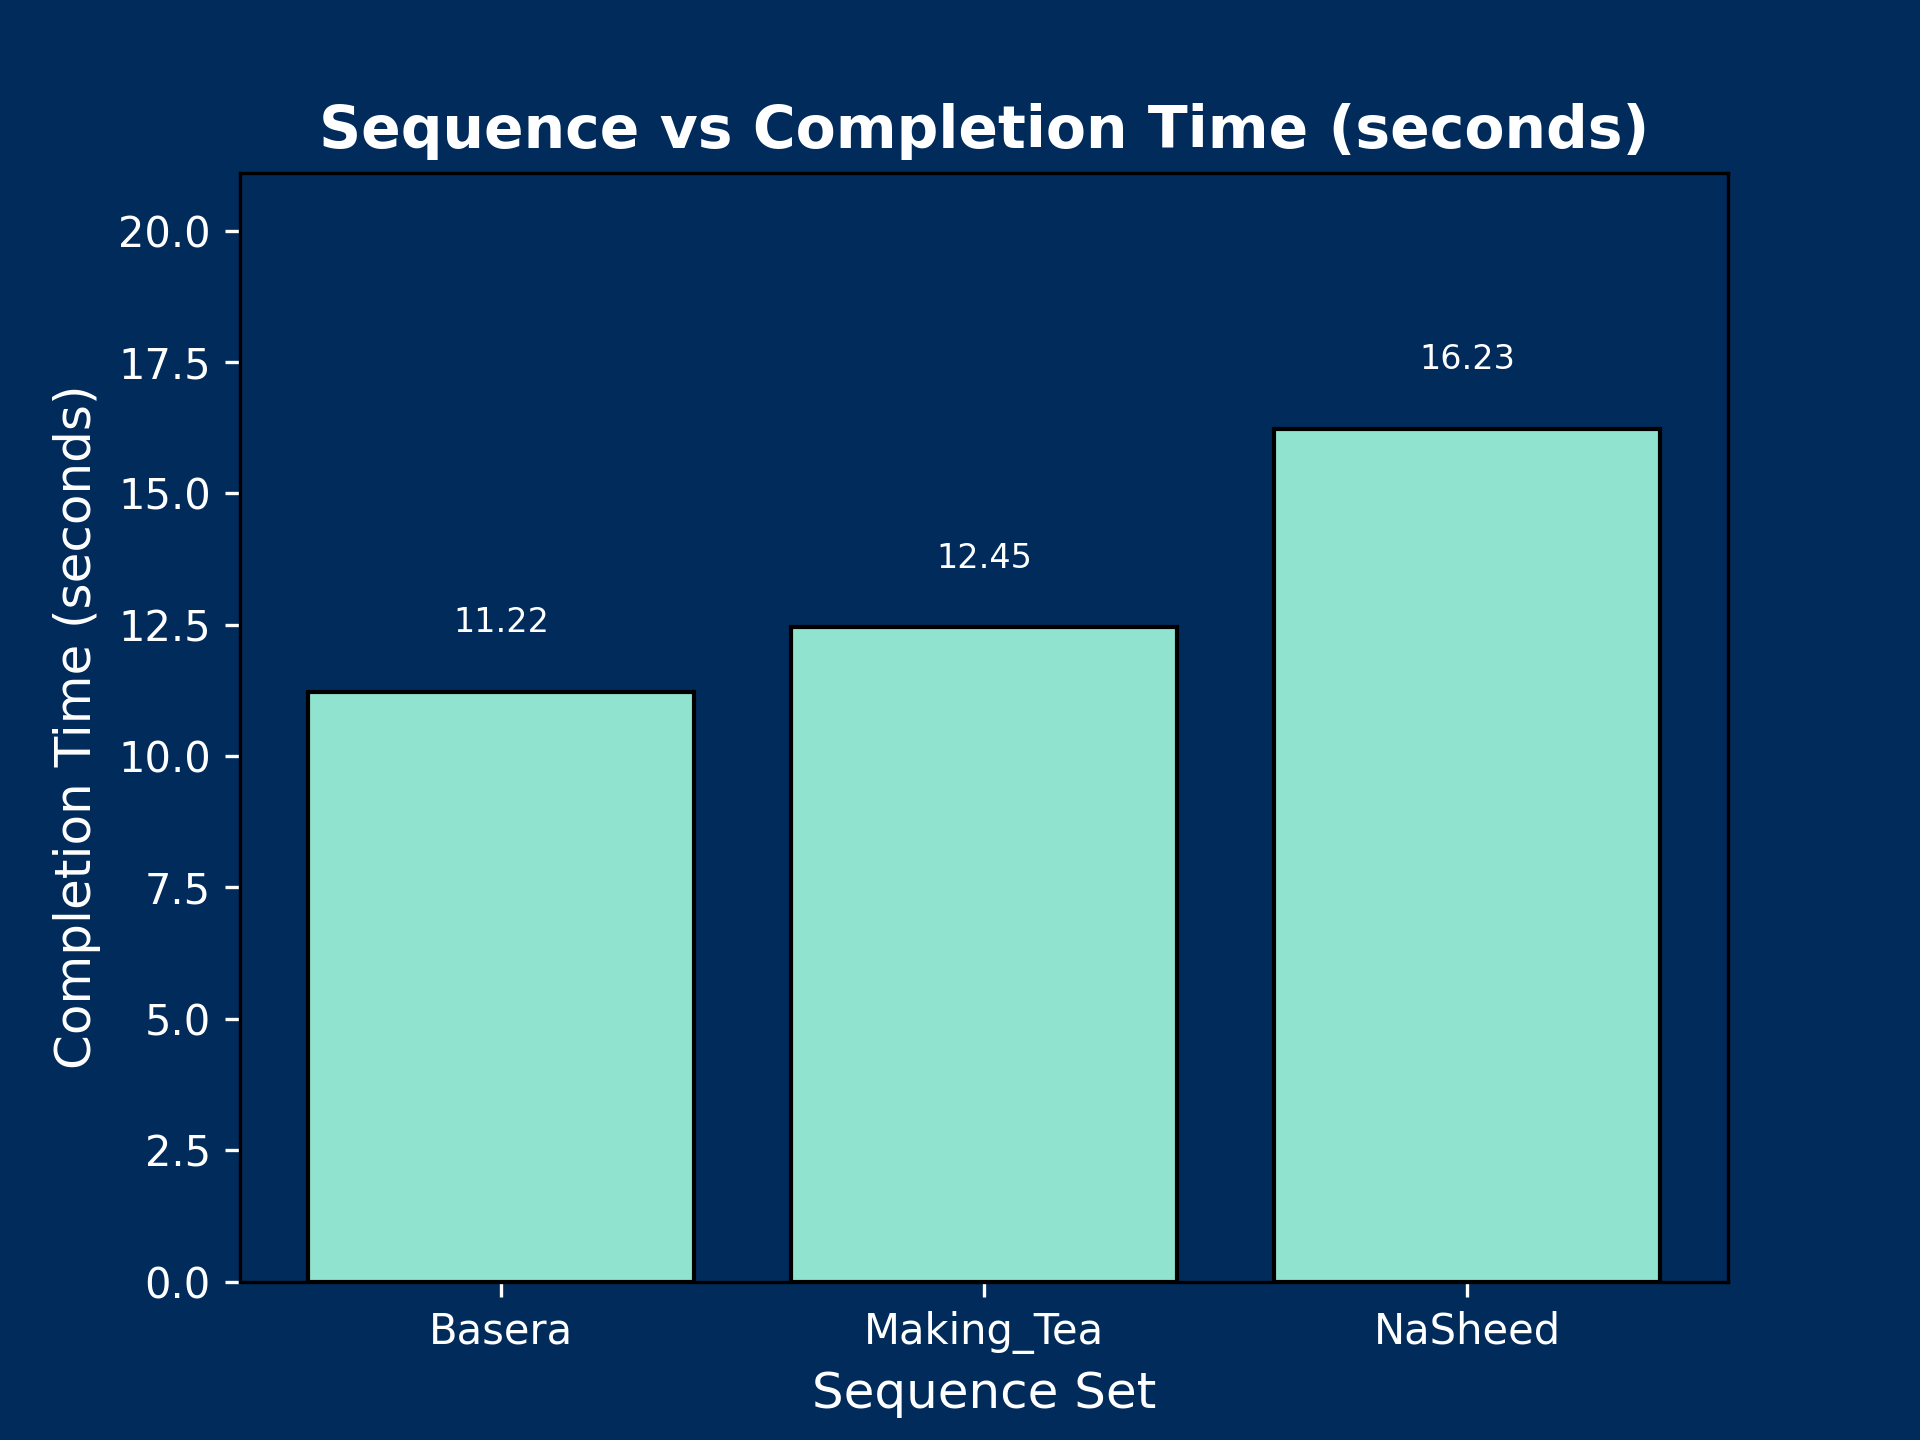 Sequence vs Completion Time (seconds)
20.0
17.5
15.0
12.5
10.0
7.5
5.0
2.5
0.0
Completion Time (seconds)
11.22
12.45
16.23
Basera
Making_Tea
NaSheed
Sequence Set